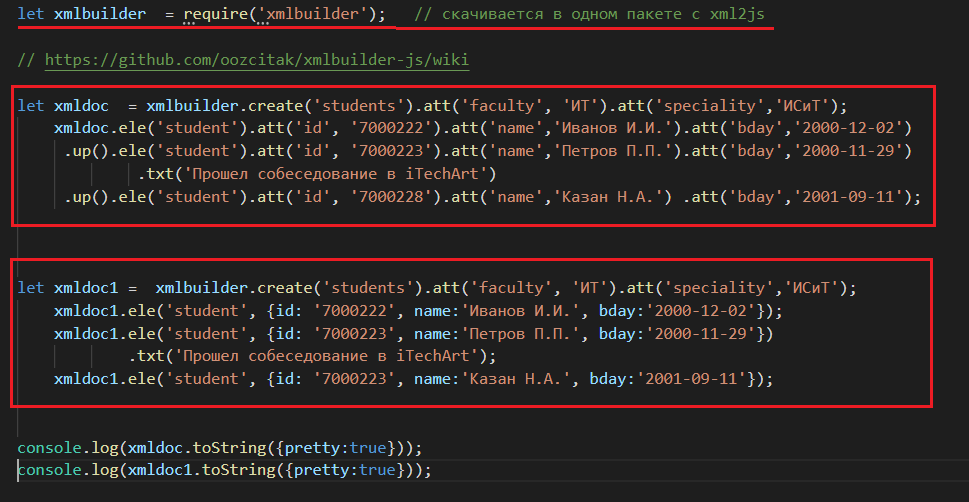 let xmlbuilder  = require('xmlbuilder');   // скачивается в одном пакете с xml2js
// https://github.com/oozcitak/xmlbuilder-js/wiki
let xmldoc  = xmlbuilder.create('students').att('faculty', 'ИТ').att('speciality','ИСиТ');
xmldoc.ele('student').att('id', '7000222').att('name','Иванов И.И.').att('bday','2000-12-02')
.up().ele('student').att('id', '7000223').att('name','Петров П.П.').att('bday','2000-11-29')
.txt('Прошел собеседование в iTechArt')
.up().ele('student').att('id', '7000228').att('name','Казан Н.А.') .att('bday','2001-09-11');
let xmldoc1 =  xmlbuilder.create('students').att('faculty', 'ИТ').att('speciality','ИСиТ');
xmldoc1.ele('student', {id: '7000222', name:'Иванов И.И.', bday:'2000-12-02'});
xmldoc1.ele('student', {id: '7000223', name:'Петров П.П.', bday:'2000-11-29'})
.txt('Прошел собеседование в iTechArt');
xmldoc1.ele('student', {id: '7000223', name:'Казан Н.А.', bday:'2001-09-11'});
console.log(xmldoc.toString({pretty:true}));
console.log(xmldoc1.toString({pretty:true}));